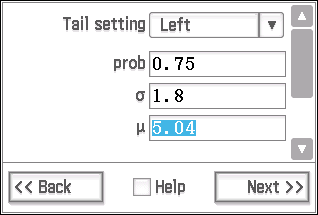 Tail setting Left
prob 0.75
σ 1.8
μ 5.04
<< Back Help Next >>